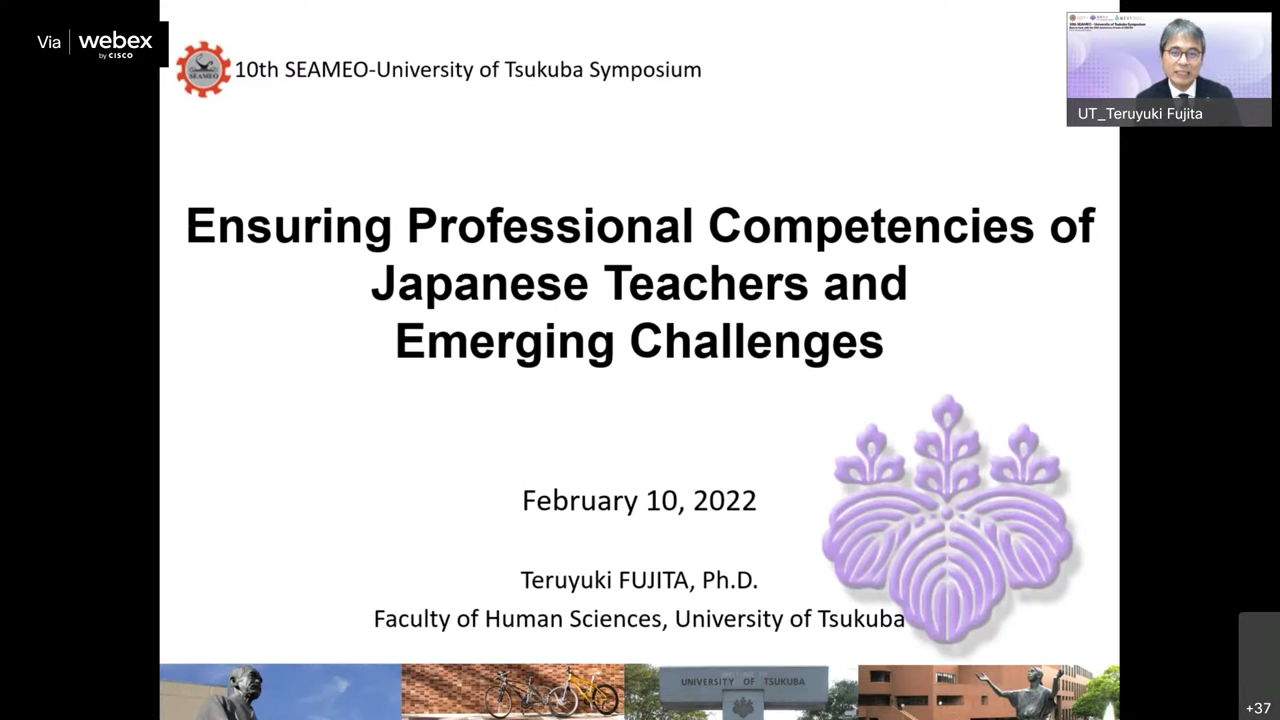 Via webex
by CISCO
SEAMEO
10th SEAMEO-University of Tsukuba Symposium
UT_Teruyuki Fujita
Ensuring Professional Competencies of
Japanese Teachers and
Emerging Challenges
February 10, 2022
Teruyuki FUJITA, Ph.D.
Faculty of Human Sciences, University of Tsukuba
UNIVERSITY OF TSUKUBA
+37